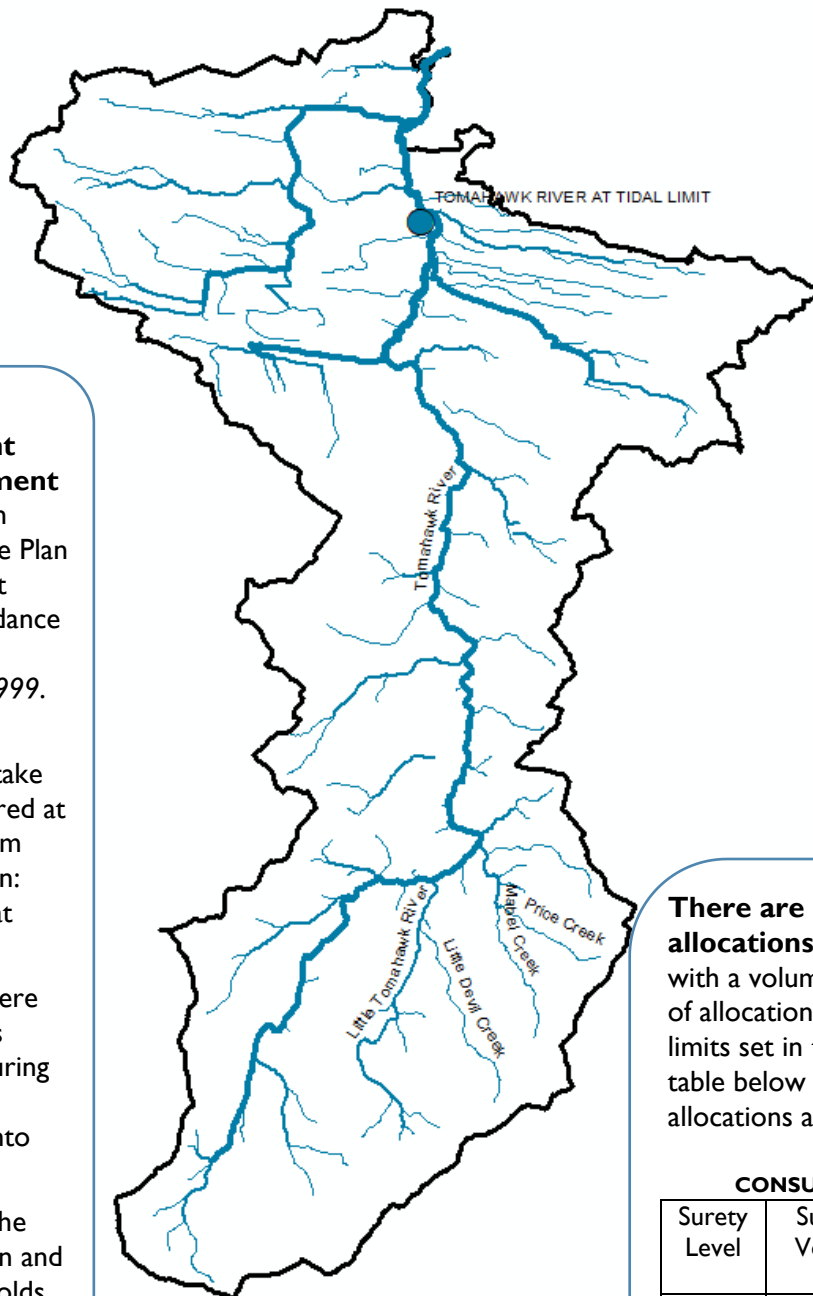 TOMAHAWK RIVER AT TIDAL LIMIT
nt
ment
n
e Plan
t
dance
999.
take
red at
m
n:
at
ere
s
uring
nto
he
n and
olds
Tomahawk River
Little Tomahawk River
Little Devil Creek
Mabel Creek
Price Creek
There are
allocations
with a volum
of allocation
limits set in t
table below
allocations a
CONSU
Surety Su
Level Vo